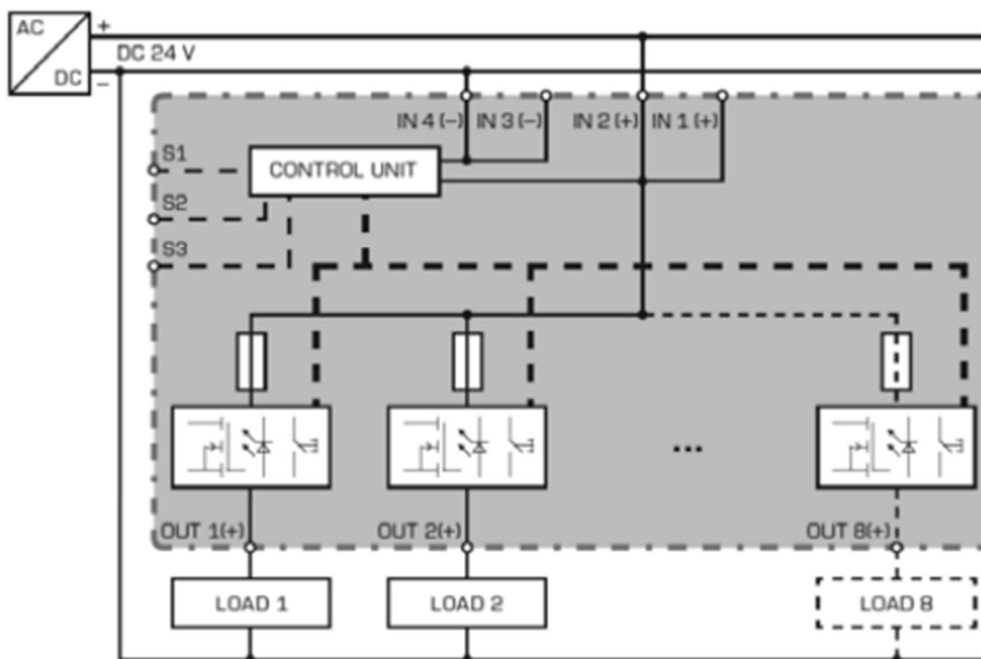 AC
+
DC 24 V
DC
–
IN 4 (–) IN 3 (–) IN 2 (+) IN 1 (+)
S1
CONTROL UNIT
S2
S3
...
OUT 1(+) OUT 2(+) OUT 8(+)
LOAD 1 LOAD 2 LOAD 8